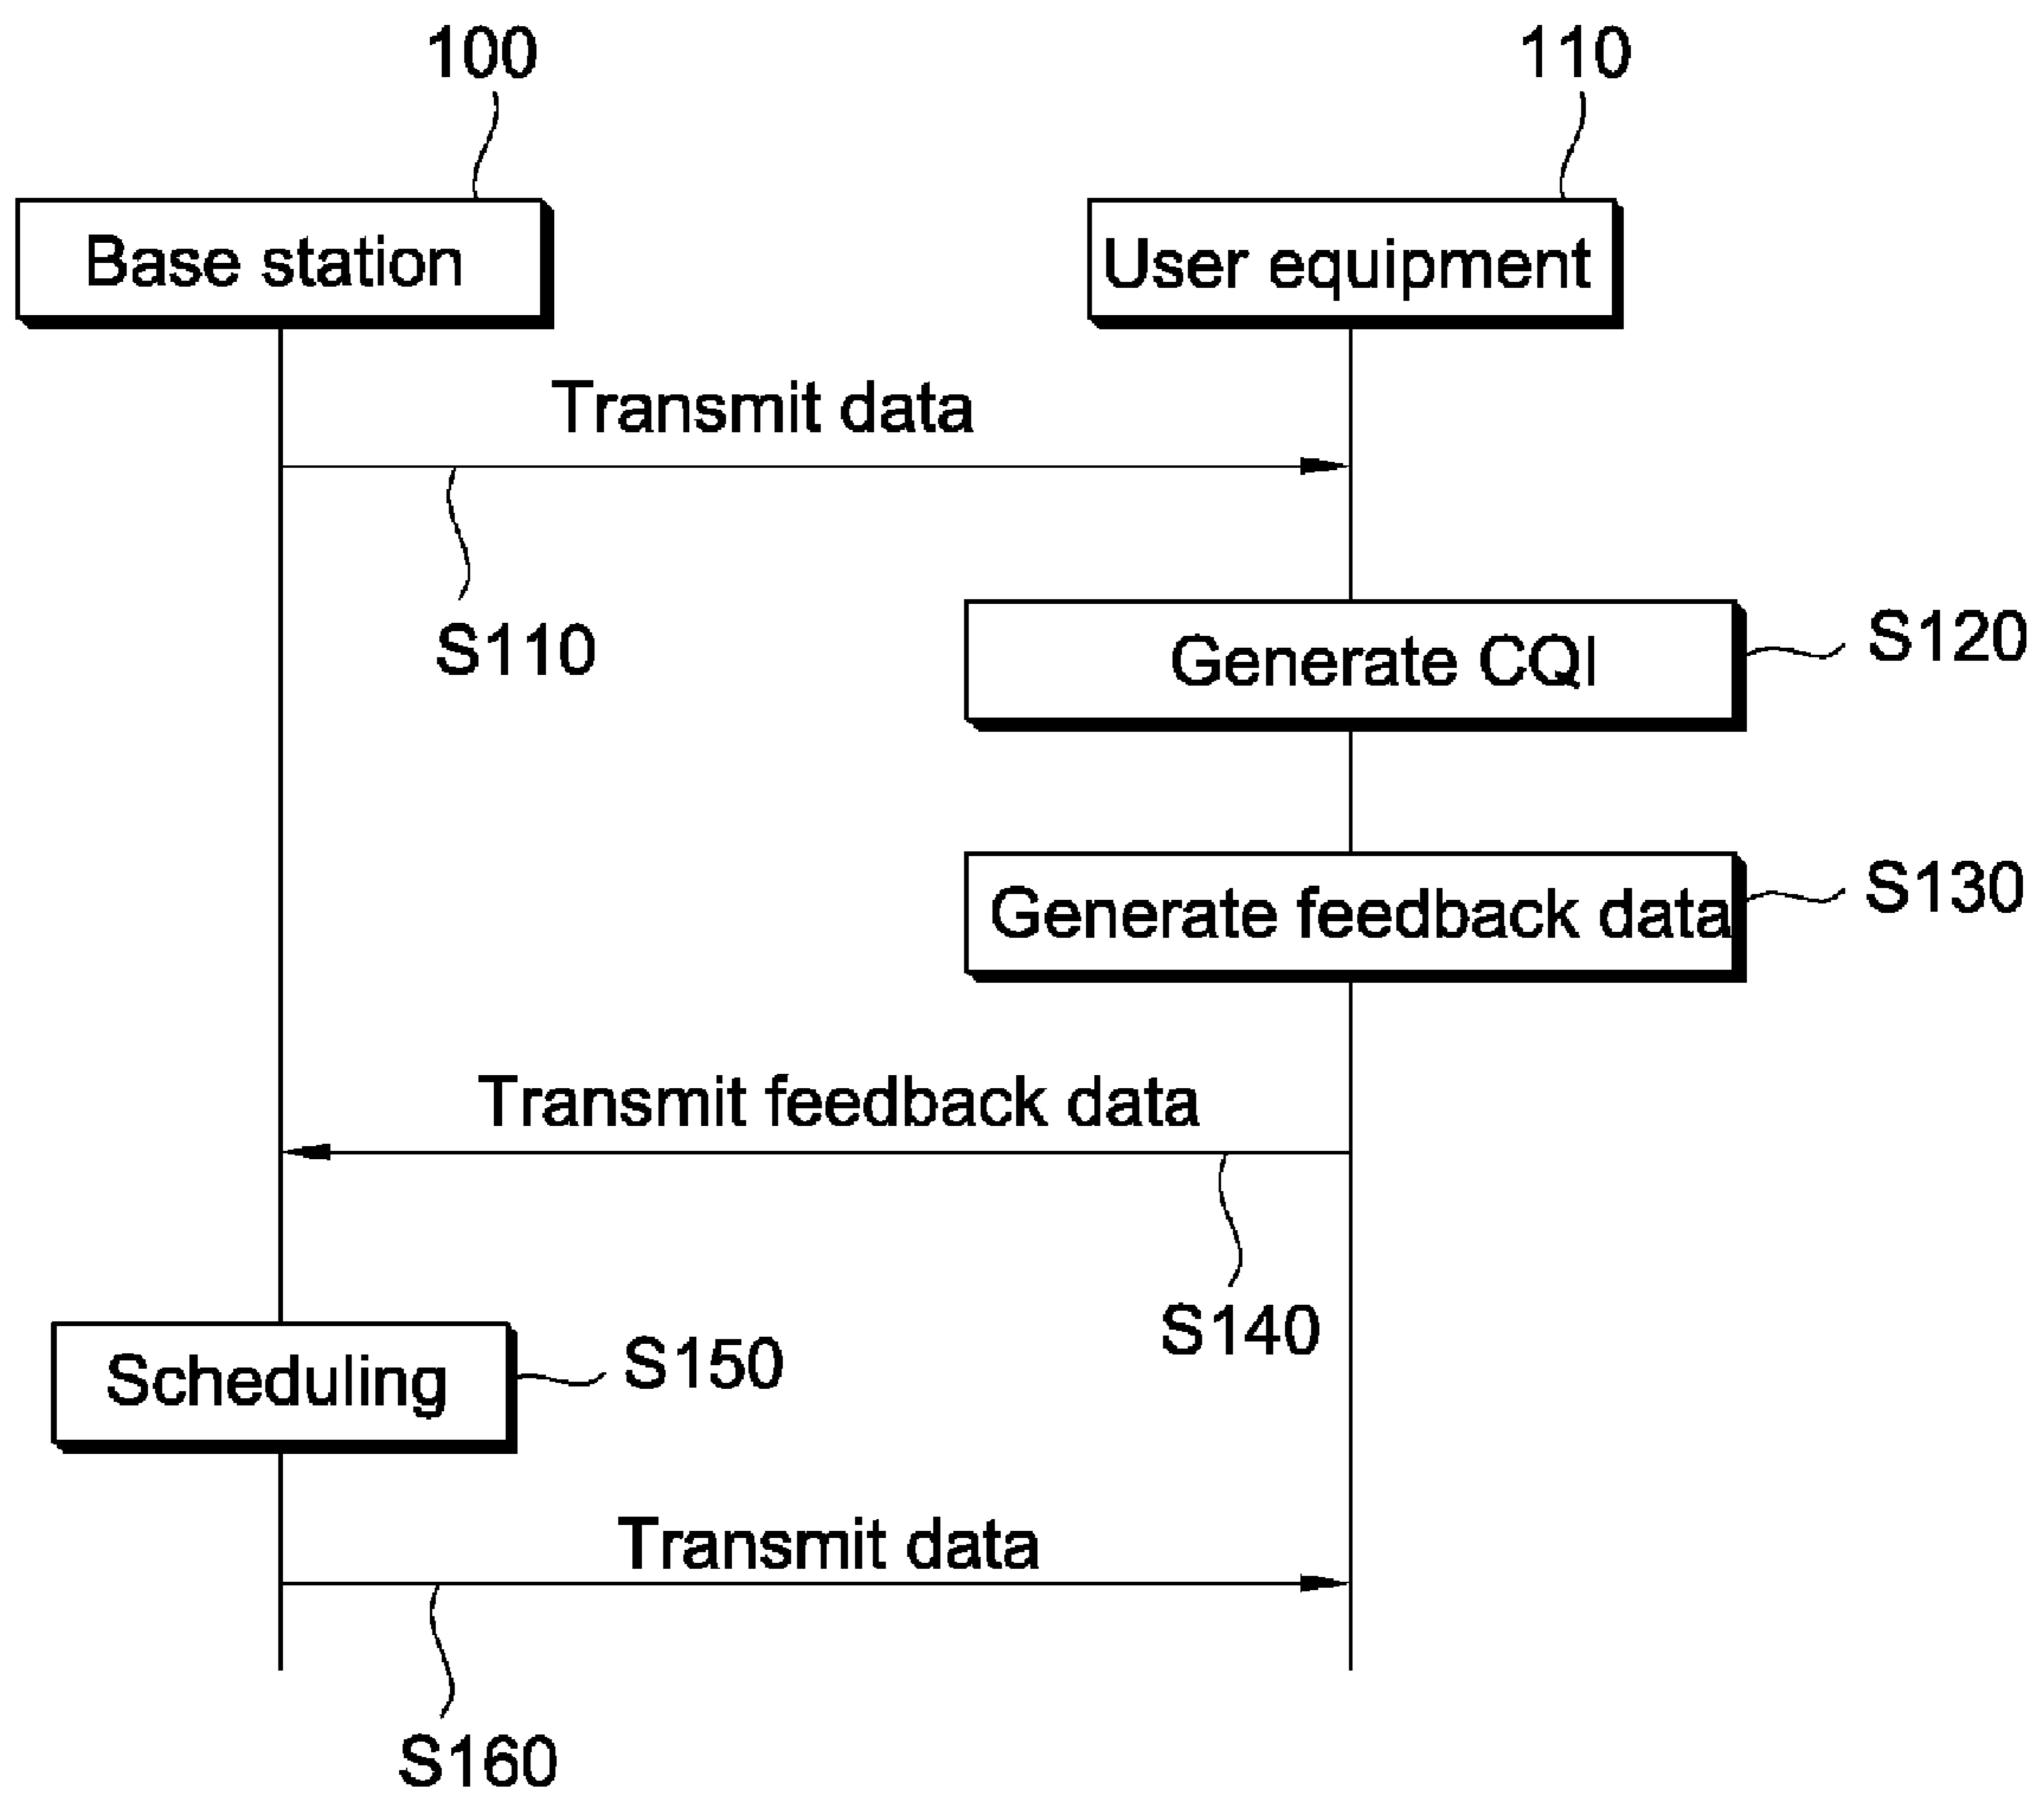 100
110
Base station
User equipment
Transmit data
S110
Generate CQI
S120
Generate feedback data
S130
Transmit feedback data
S140
Scheduling
S150
Transmit data
S160